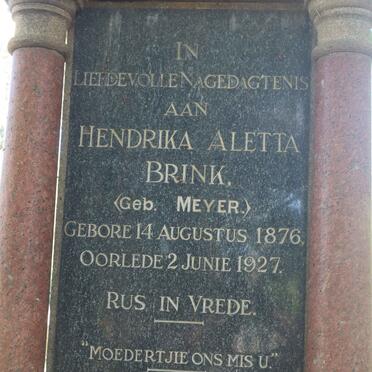 IN
LIEFDEVOLLE NAGEDAGTENIS
AAN
HENDRIKA ALETTA
BRINK,
(GEB. MEYER.)
GEBORE 14 AUGUSTUS 1876,
OORLEDE 2 JUNIE 1927.
RUS IN VREDE.
"MOEDERTJIE ONS MIS U."